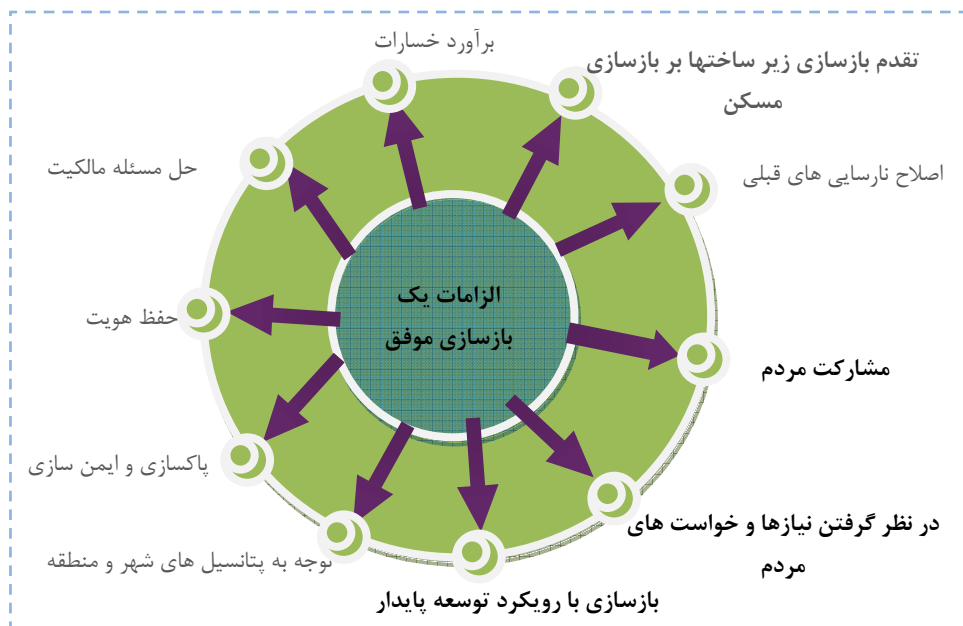 برآورد خسارات
تقدم بازسازی زیر ساختها بر بازسازی
مسکن
حل مسئله مالکیت
اصلاح نارسایی های قبلی
الزامات یک
بازسازی موفق
حفظ هویت
مشارکت مردم
پاکسازی و ایمن سازی
در نظر گرفتن نیازها و خواست های
مردم
توجه به پتانسیل های شهر و منطقه
بازسازی با رویکرد توسعه پایدار